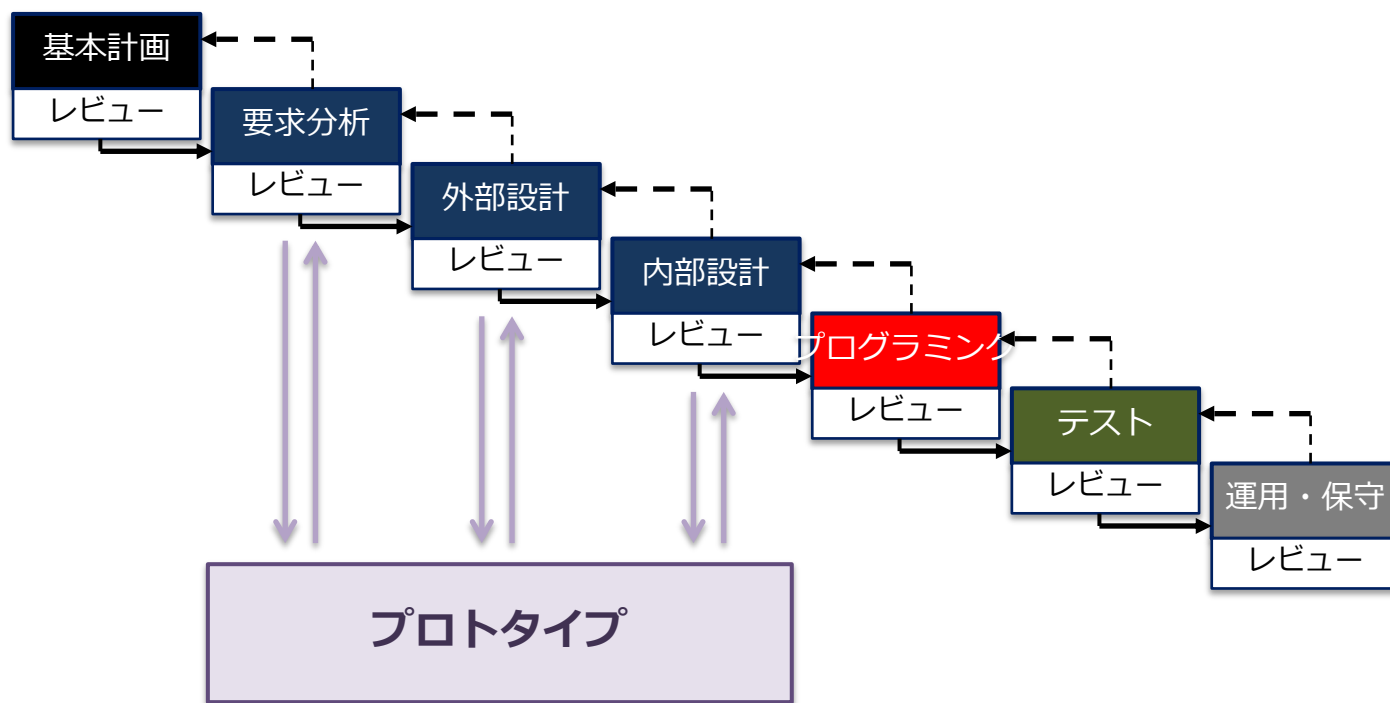 基本計画
レビュー
要求分析
レビュー
外部設計
レビュー
内部設計
レビュー
プログラミング
レビュー
テスト
レビュー
運用・保守
レビュー
プロトタイプ